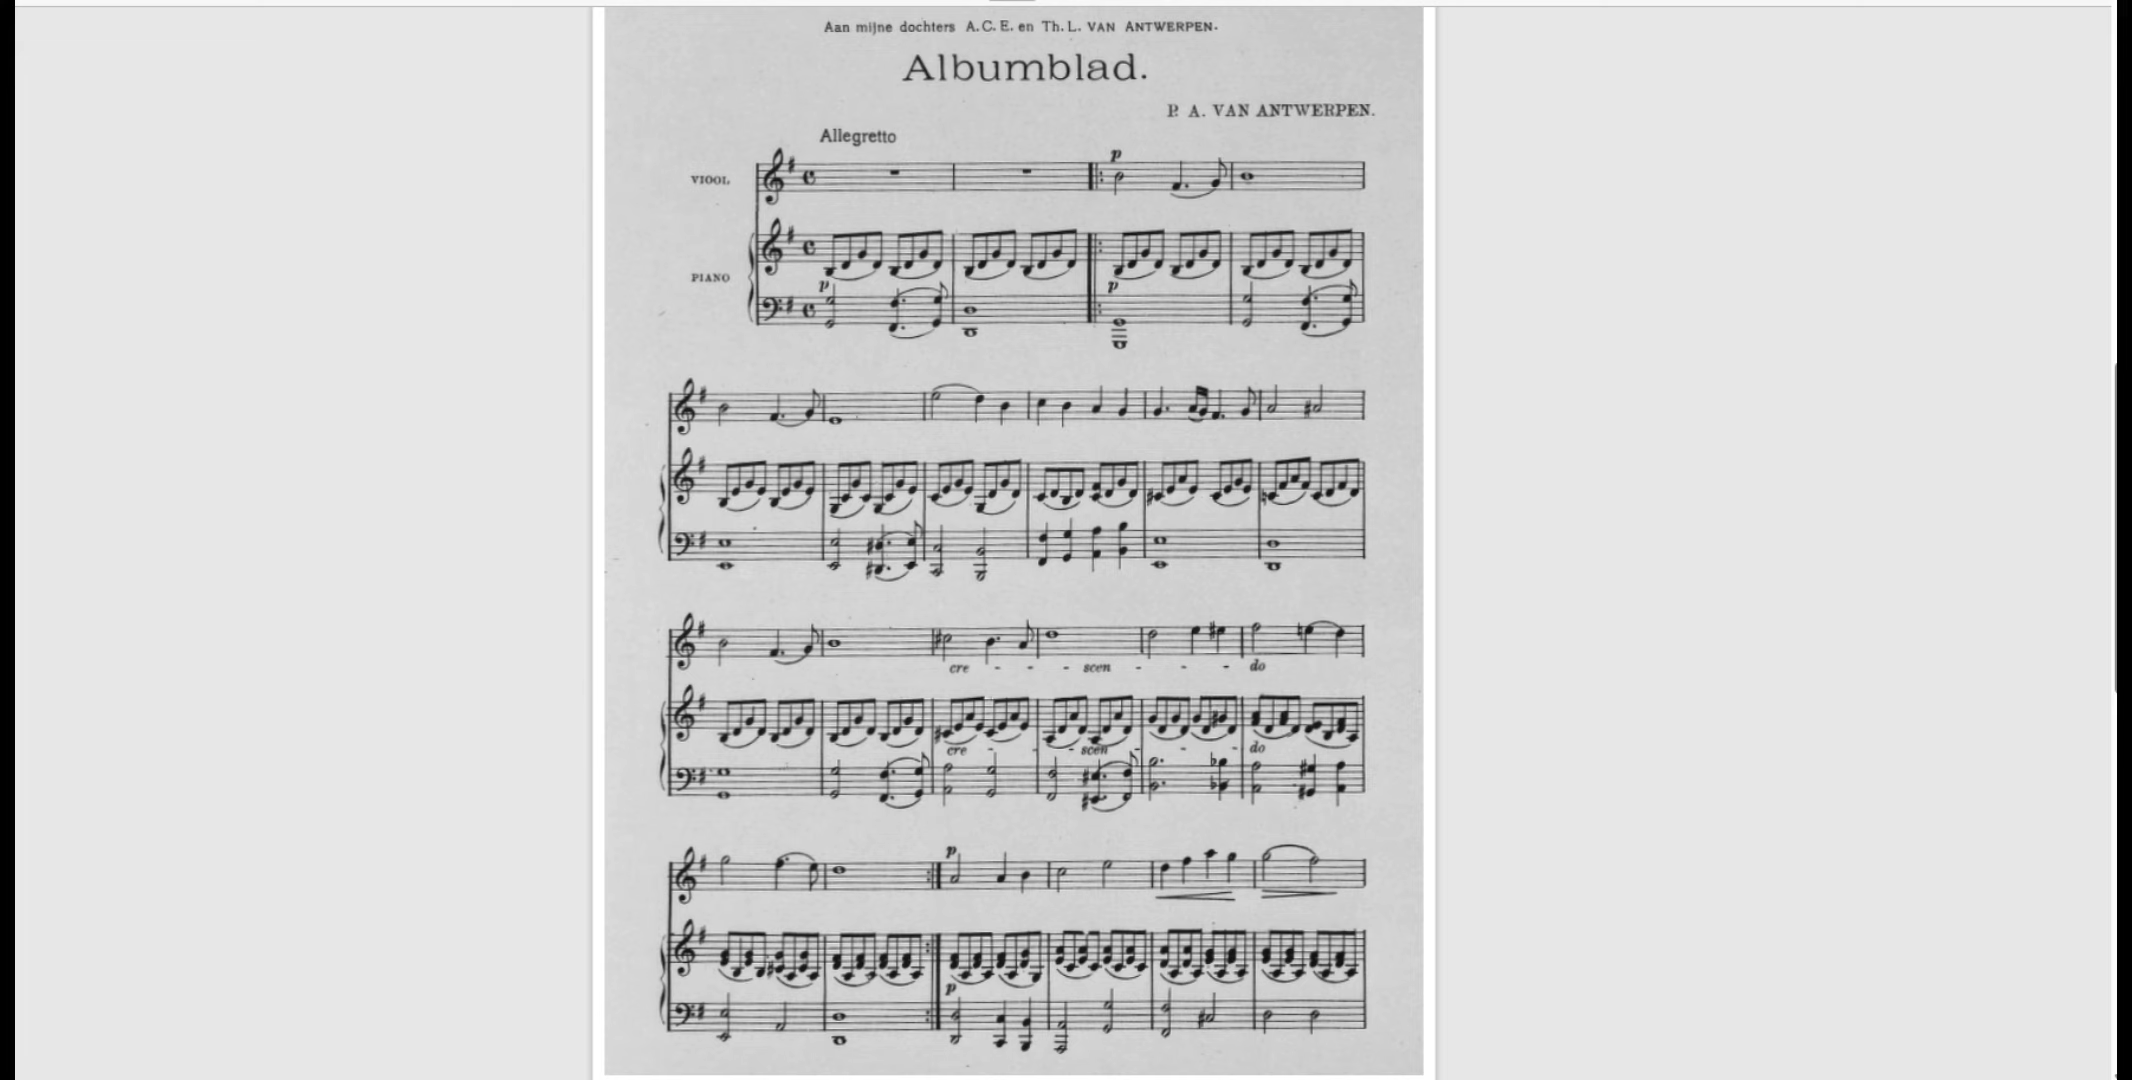 Aan mijne dochters A. C. E. en Th. L. VAN ANTWERPEN.
Albumblad.
P. A. VAN ANTWERPEN.
Allegretto
VIOOL
p
PIANO
p
p
cre - - - scen - - - - do
cre - - - scen - - - - do
p
p